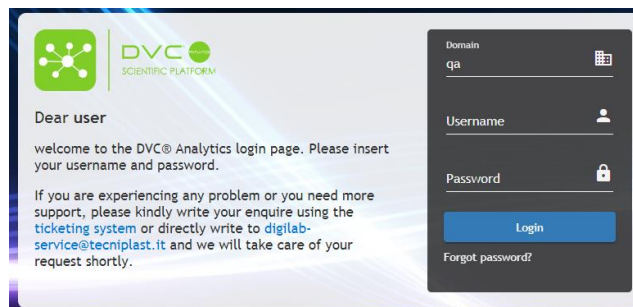 DVC
SCIENTIFIC PLATFORM
Dear user
welcome to the DVC® Analytics login page. Please insert
your username and password.
If you are experiencing any problem or you need more
support, please kindly write your enquire using the
ticketing system or directly write to digilab-
service@tecniplast.it and we will take care of your
request shortly.
Domain
qa
Username
Password
Login
Forgot password?